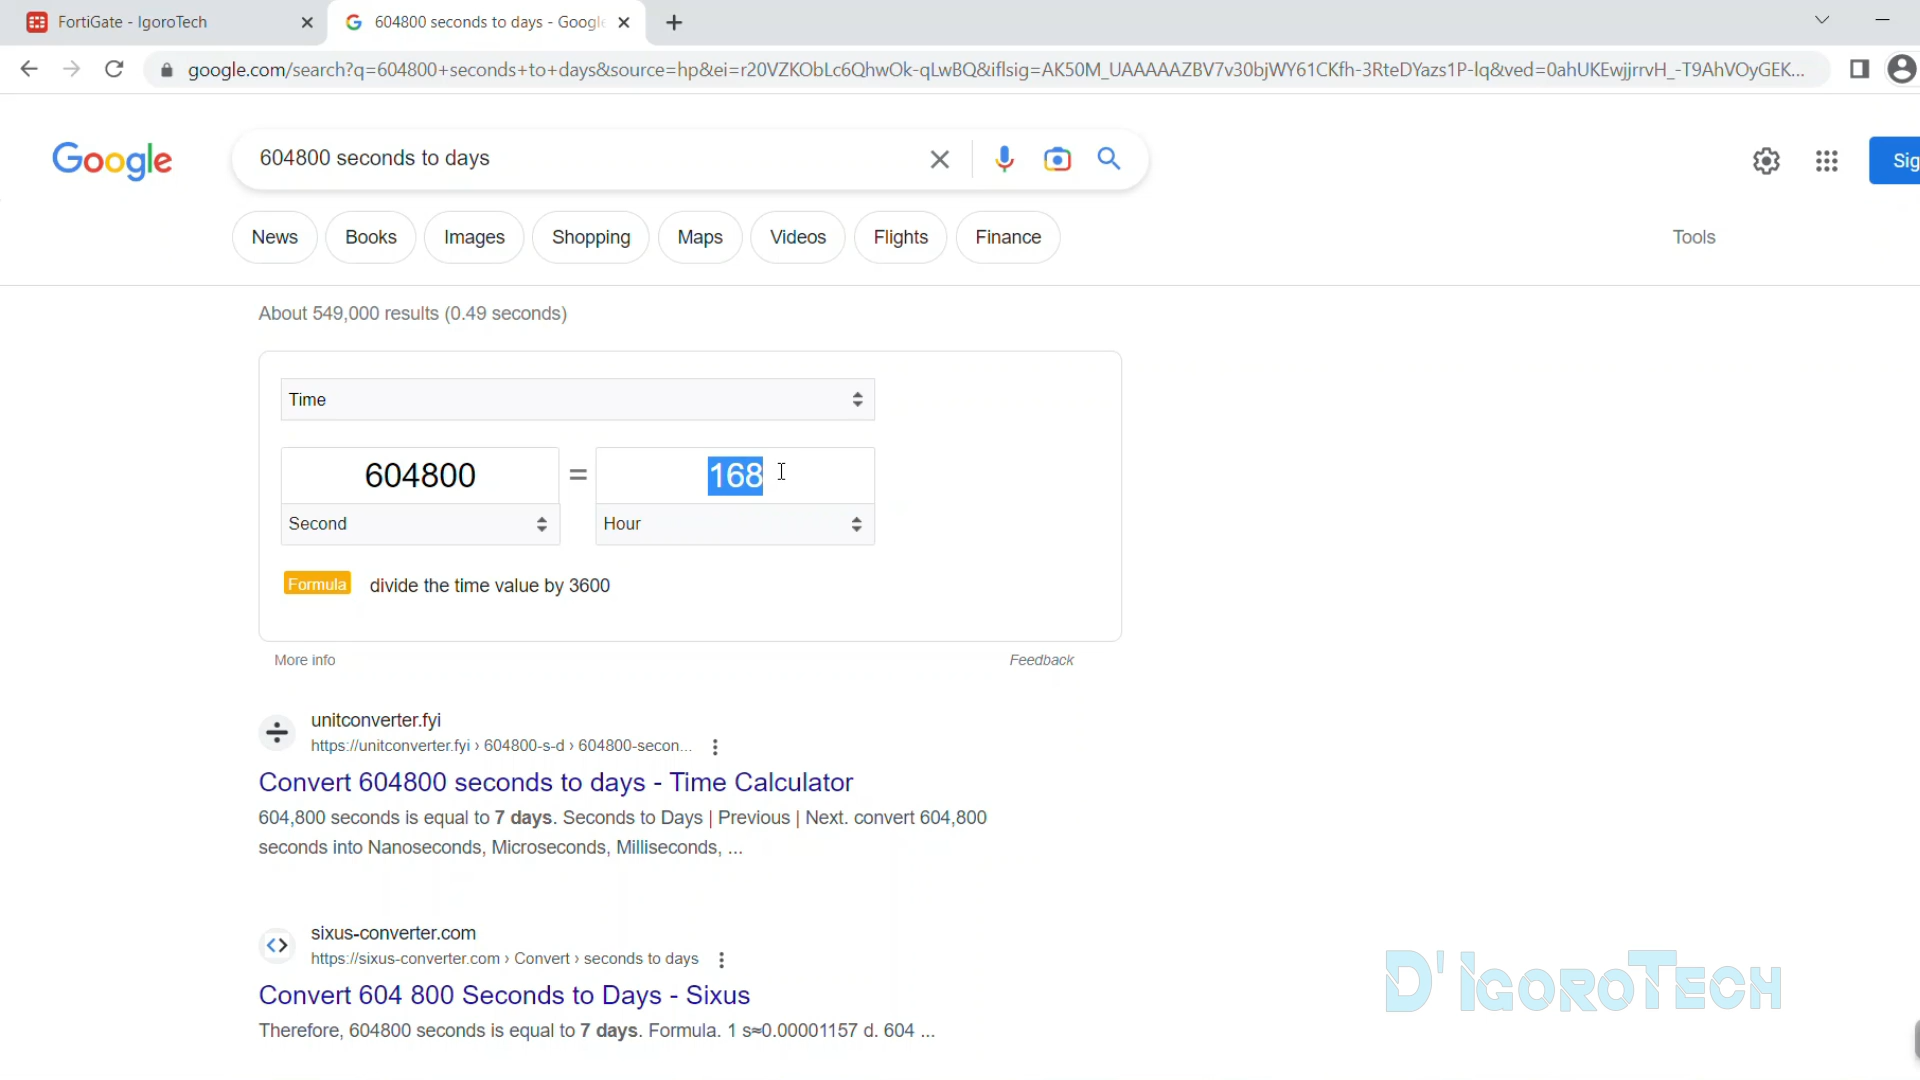 FortiGate - IgoroTech
604800 seconds to days - Google
google.com/search?q=604800+seconds+to+days&source=hp&ei=r20VZKObLc6QhwOk-qLwBQ&iflsig=AK50M_UAAAAAZBV7v30bjWY61CKfh-3RteDYazs1P-lq&ved=0ahUKEwjjrrvH_-T9AhVOyGEK...
Google
604800 seconds to days
Sig
News
Books
Images
Shopping
Maps
Videos
Flights
Finance
Tools
About 549,000 results (0.49 seconds)
Time
604800 = 168
Second
Hour
Formula divide the time value by 3600
More info
Feedback
unitconverter.fyi
https://unitconverter.fyi › 604800-s-d › 604800-secon...
Convert 604800 seconds to days - Time Calculator
604,800 seconds is equal to 7 days. Seconds to Days | Previous | Next. convert 604,800
seconds into Nanoseconds, Microseconds, Milliseconds, ...
sixus-converter.com
https://sixus-converter.com › Convert › seconds to days
Convert 604 800 Seconds to Days - Sixus
Therefore, 604800 seconds is equal to 7 days. Formula. 1 s≈0.00001157 d. 604 ...
D'IgoroTech